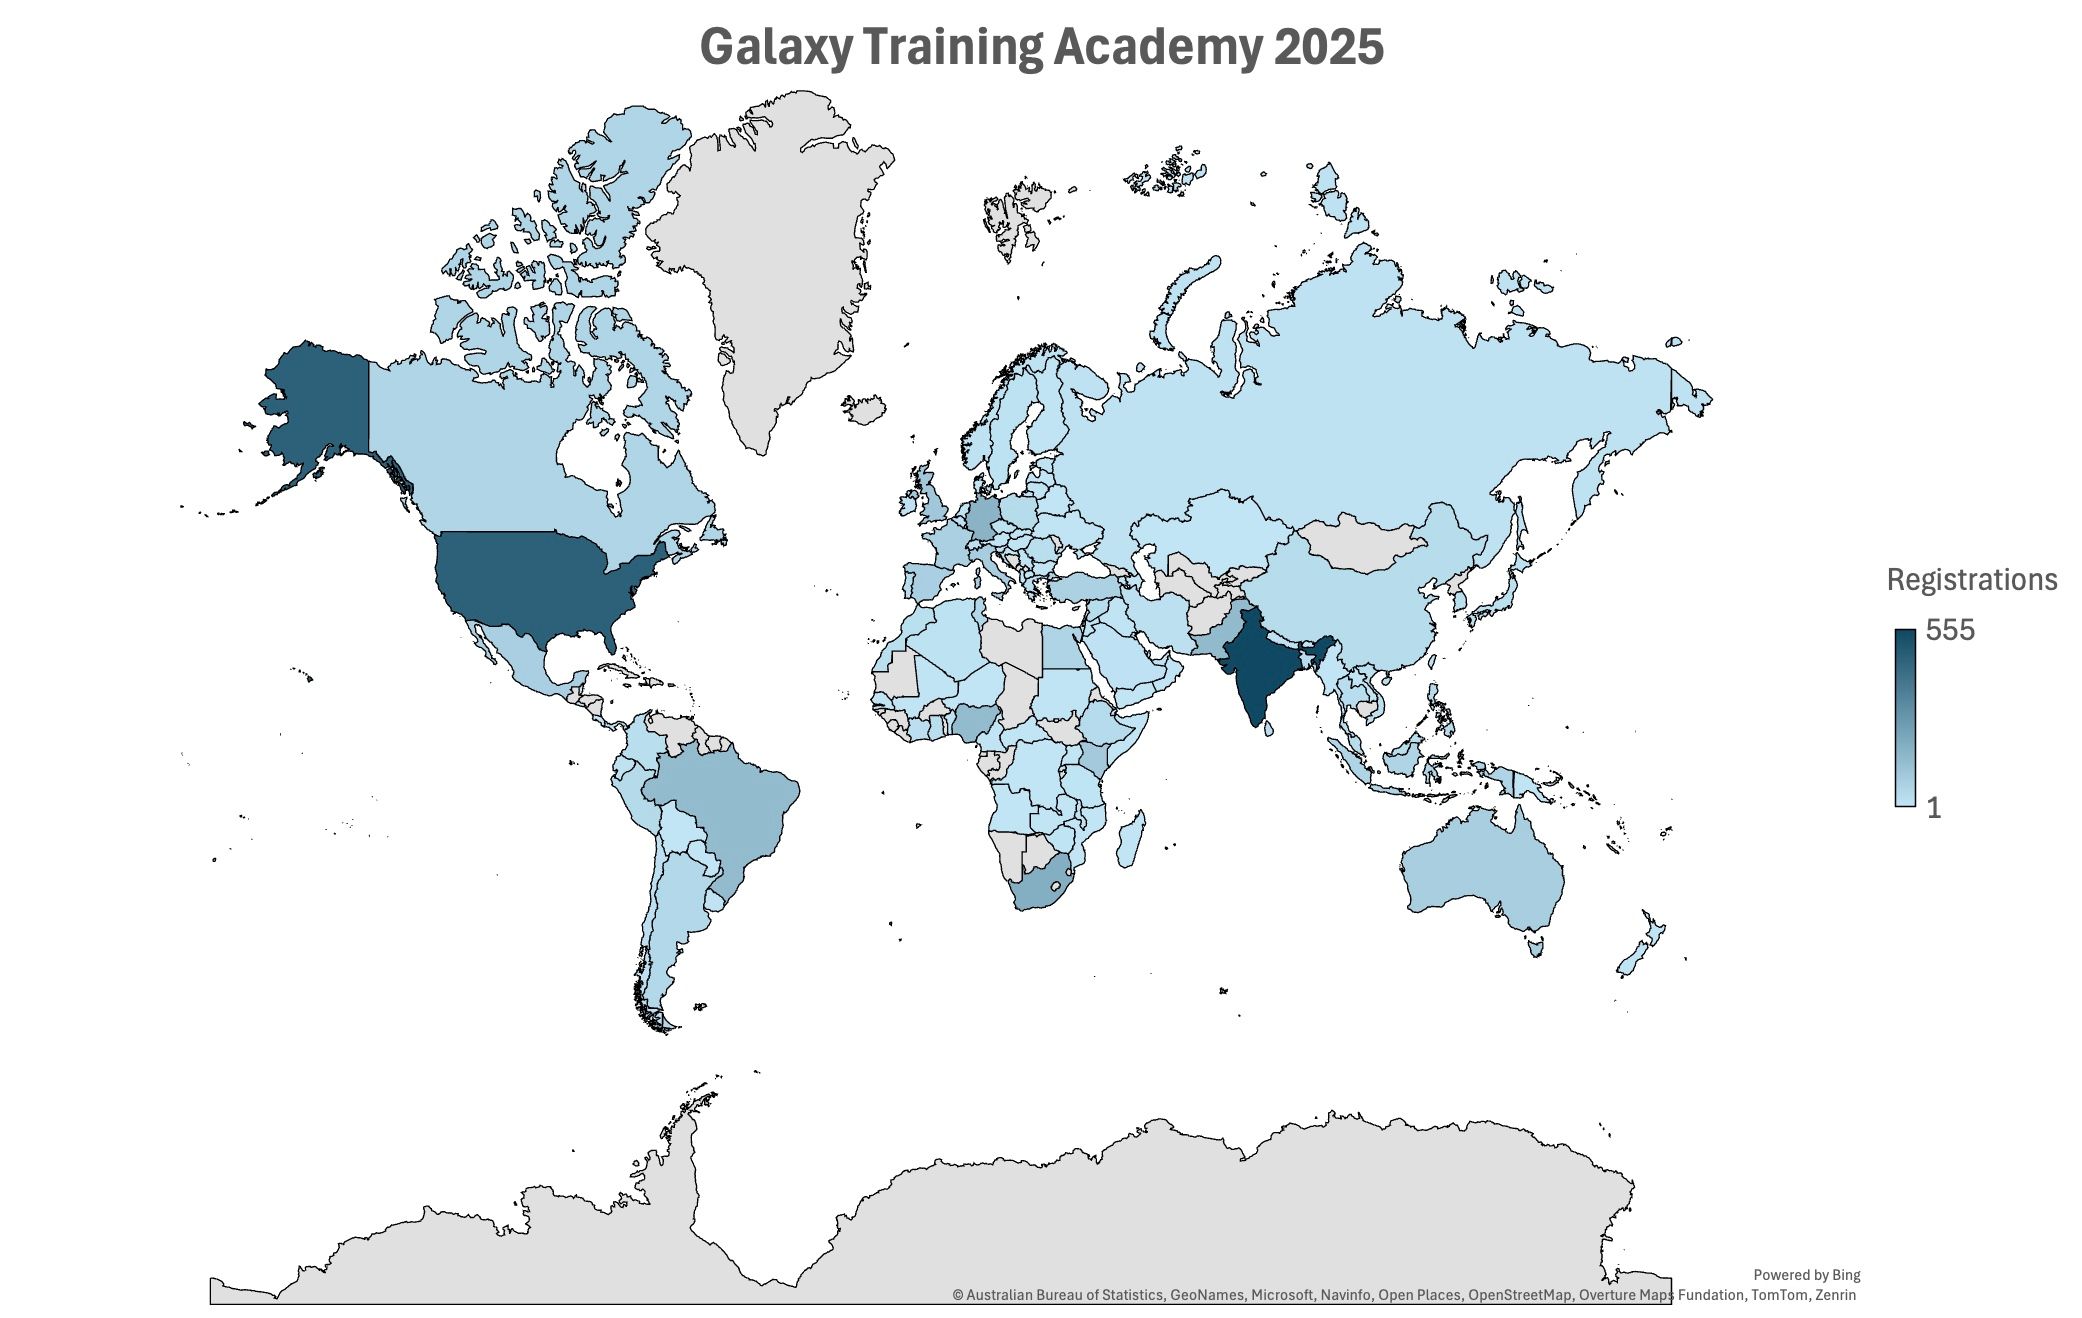 Galaxy Training Academy 2025
Registrations
555
1
Powered by Bing
© Australian Bureau of Statistics, GeoNames, Microsoft, Navinfo, Open Places, OpenStreetMap, Overture Maps Fundation, TomTom, Zenrin